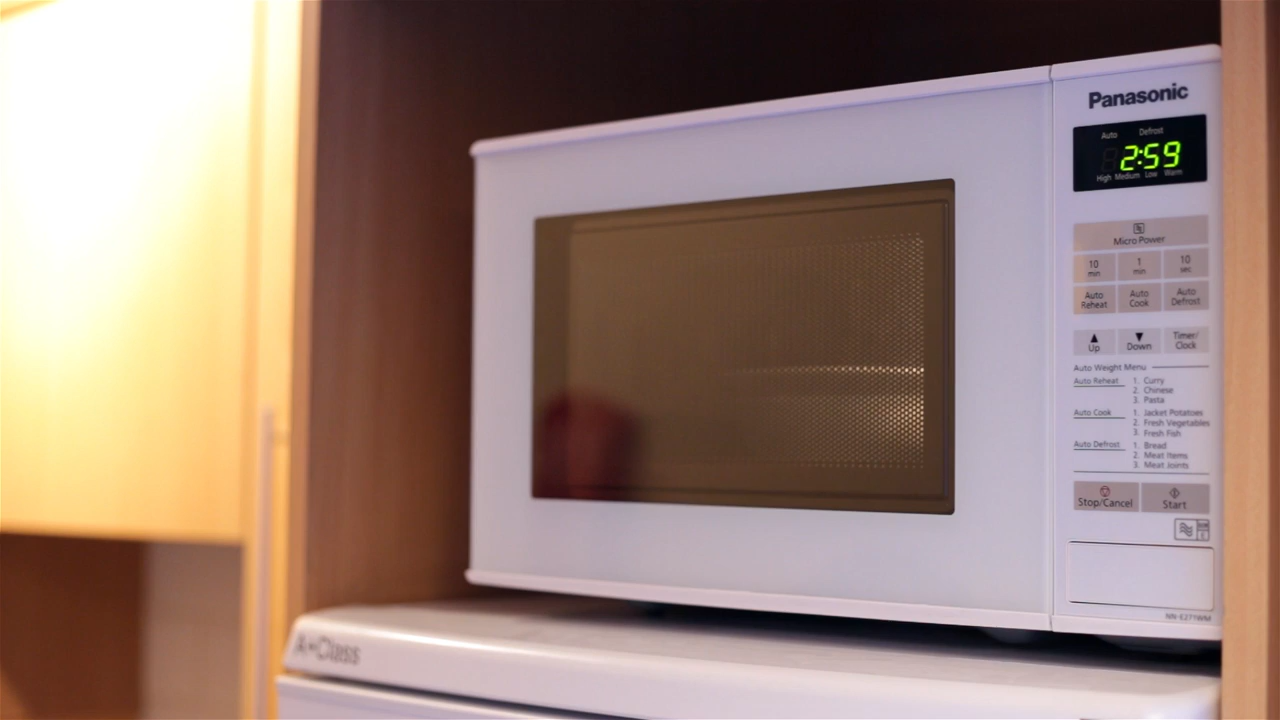 Panasonic
Auto Defrost
2:59
High Medium Low Warm
Micro Power
10 min
1 min
10 sec
Auto Reheat
Auto Cook
Auto Defrost
Up
Down
Timer/Clock
Auto Weight Menu
Auto Reheat 1. Curry
2. Chinese
3. Pasta
Auto Cook 1. Jacket Potatoes
2. Fresh Vegetables
3. Fresh Fish
Auto Defrost 1. Bread
2. Meat Items
3. Meat Joints
Stop/Cancel
Start
NN-E271WM
A-Class